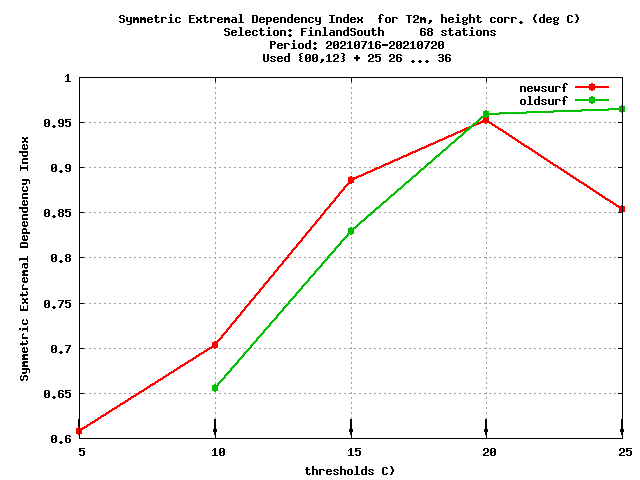 Symmetric Extremal Dependency Index  for T2m, height corr. (deg C)
Selection: FinlandSouth     68 stations
Period: 20210716-20210720
Used {00,12} + 25 26 ... 36
newsurf
oldsurf
1
0,95
0,9
0,85
0,8
0,75
0,7
0,65
0,6
Symmetric Extremal Dependency Index
5 10 15 20 25
thresholds C)